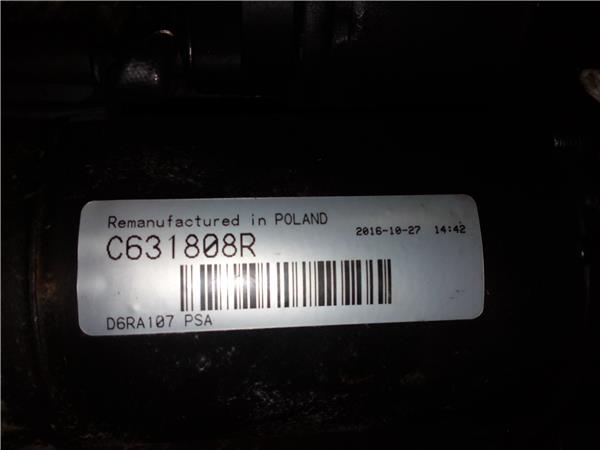 Remanufactured in POLAND
2016-10-27 14:42
C631808R
D6RA107 PSA